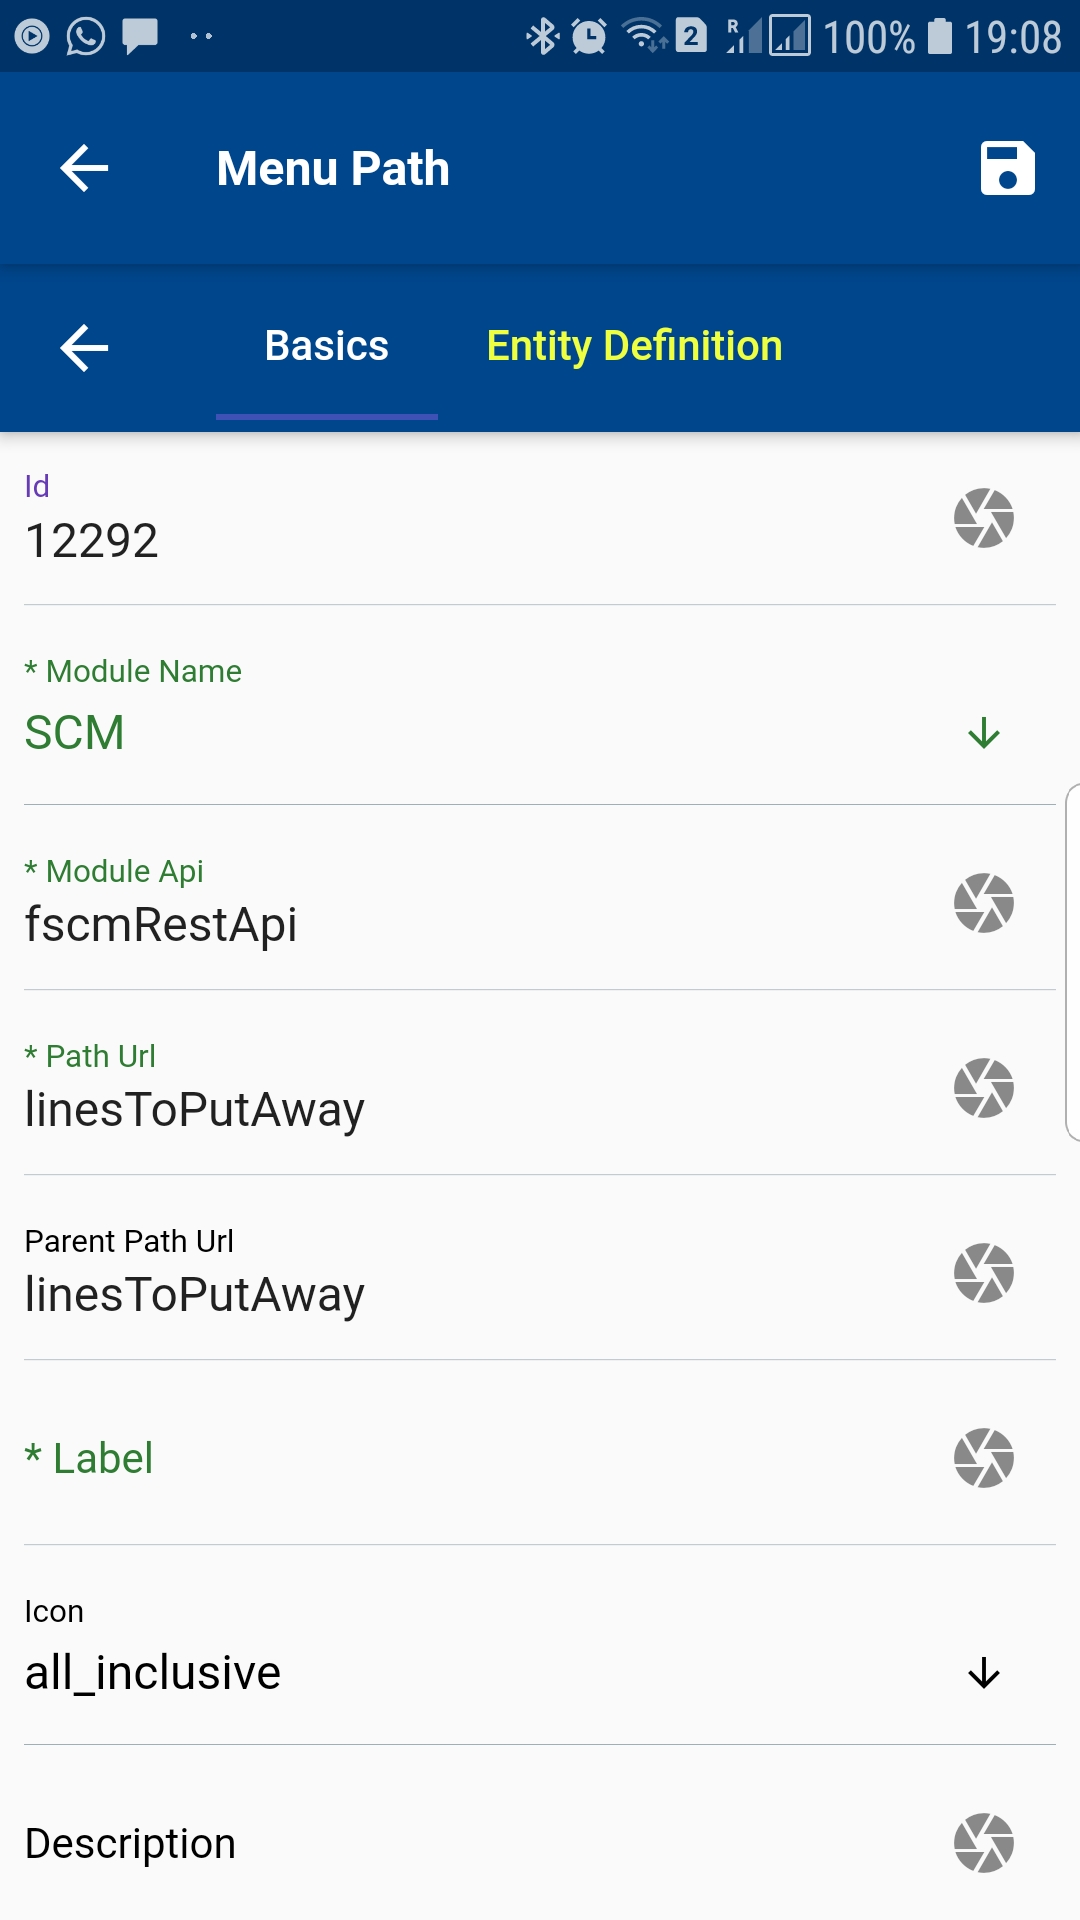 2 R 100% 19:08
Menu Path
Basics Entity Definition
Id
12292
* Module Name
SCM
* Module Api
fscmRestApi
* Path Url
linesToPutAway
Parent Path Url
linesToPutAway
* Label
Icon
all_inclusive
Description